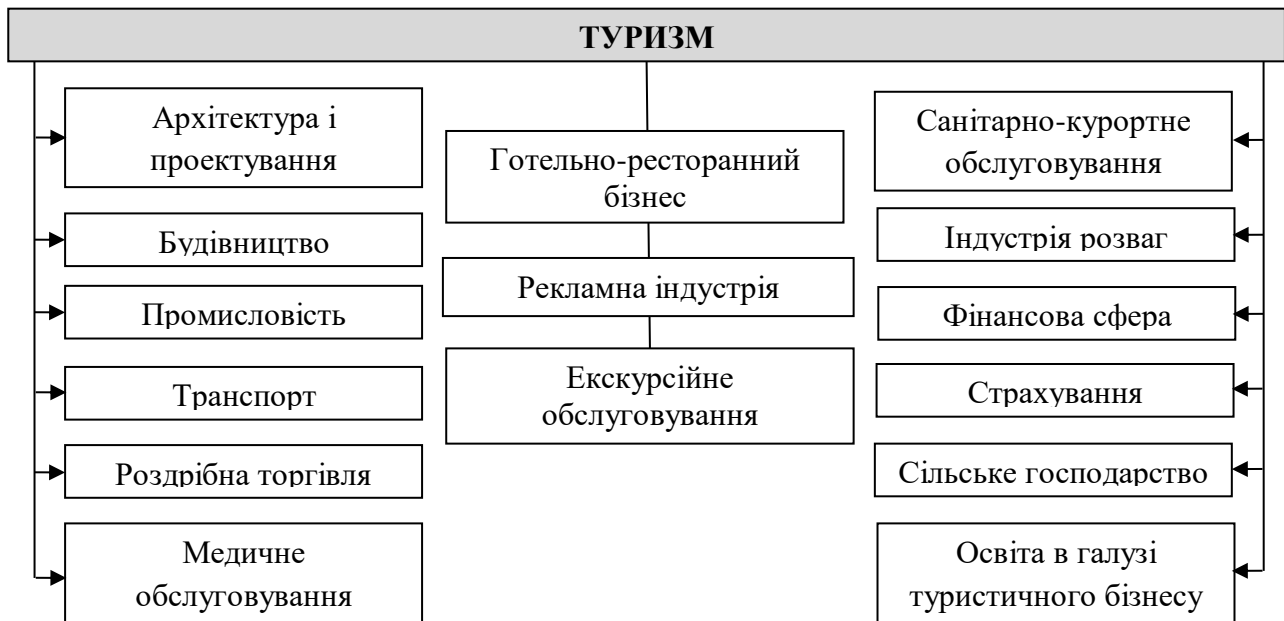 ТУРИЗМ
Архітектура і
проектування
Будівництво
Промисловість
Транспорт
Роздрібна торгівля
Медичне
обслуговування
Готельно-ресторанний
бізнес
Рекламна індустрія
Екскурсійне
обслуговування
Санітарно-курортне
обслуговування
Індустрія розваг
Фінансова сфера
Страхування
Сільське господарство
Освіта в галузі
туристичного бізнесу